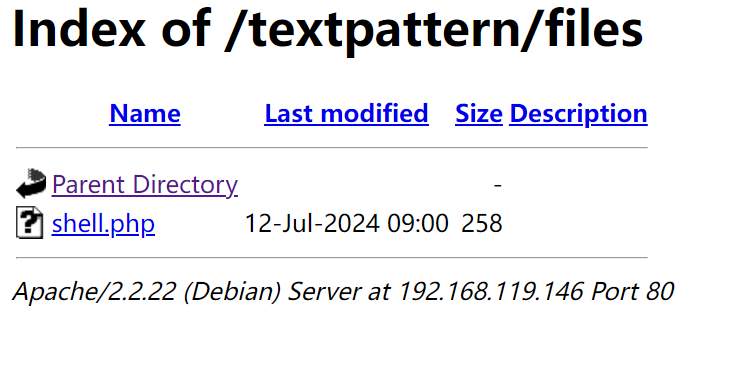 Index of /textpattern/files
Name Last modified Size Description
Parent Directory -
shell.php 12-Jul-2024 09:00 258
Apache/2.2.22 (Debian) Server at 192.168.119.146 Port 80